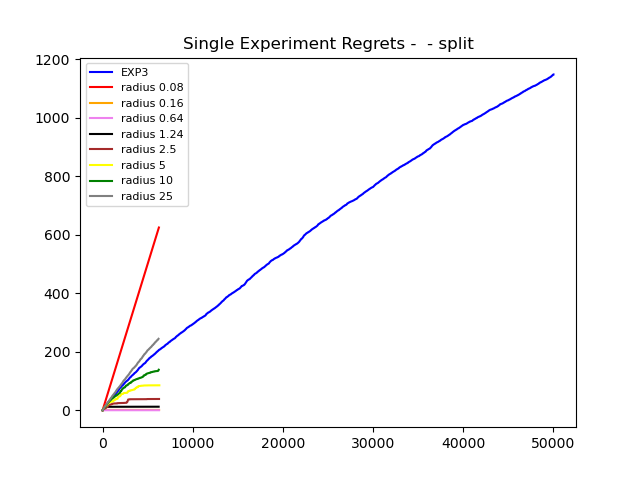 Single Experiment Regrets -  - split
1200
1000
800
600
400
200
0
EXP3
radius 0.08
radius 0.16
radius 0.64
radius 1.24
radius 2.5
radius 5
radius 10
radius 25
0 10000 20000 30000 40000 50000